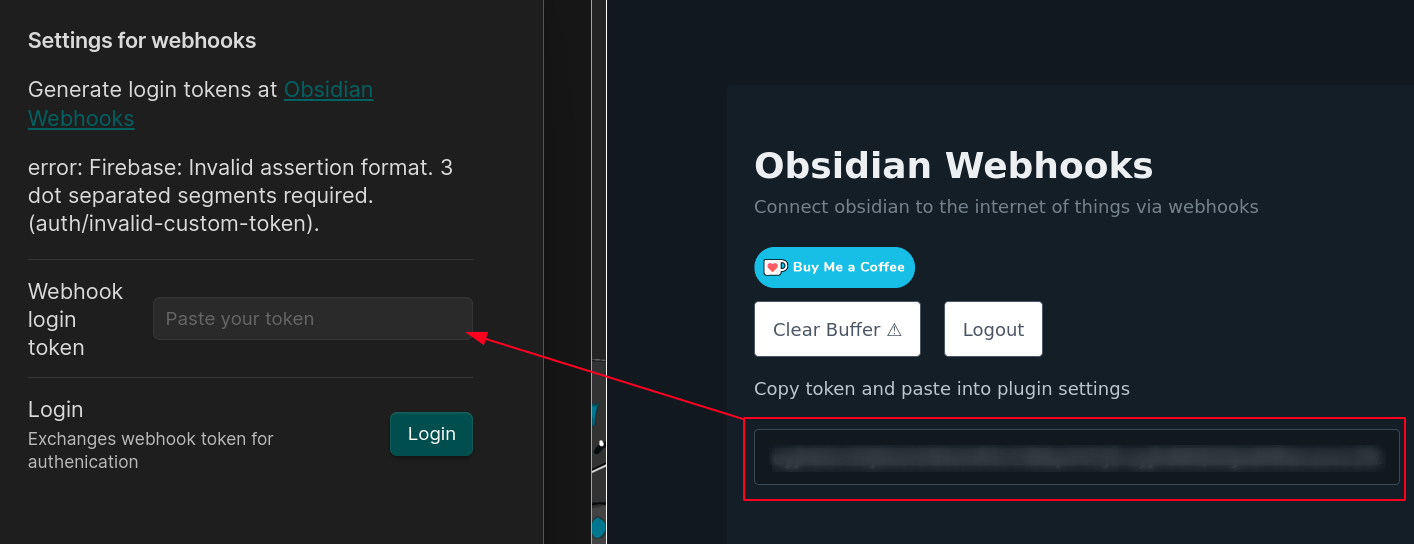 Settings for webhooks
Generate login tokens at Obsidian
Webhooks
error: Firebase: Invalid assertion format. 3
dot separated segments required.
(auth/invalid-custom-token).
Webhook
login
token
Paste your token
Login
Exchanges webhook token for
authenication
Login
Obsidian Webhooks
Connect obsidian to the internet of things via webhooks
Buy Me a Coffee
Clear Buffer ⚠
Logout
Copy token and paste into plugin settings